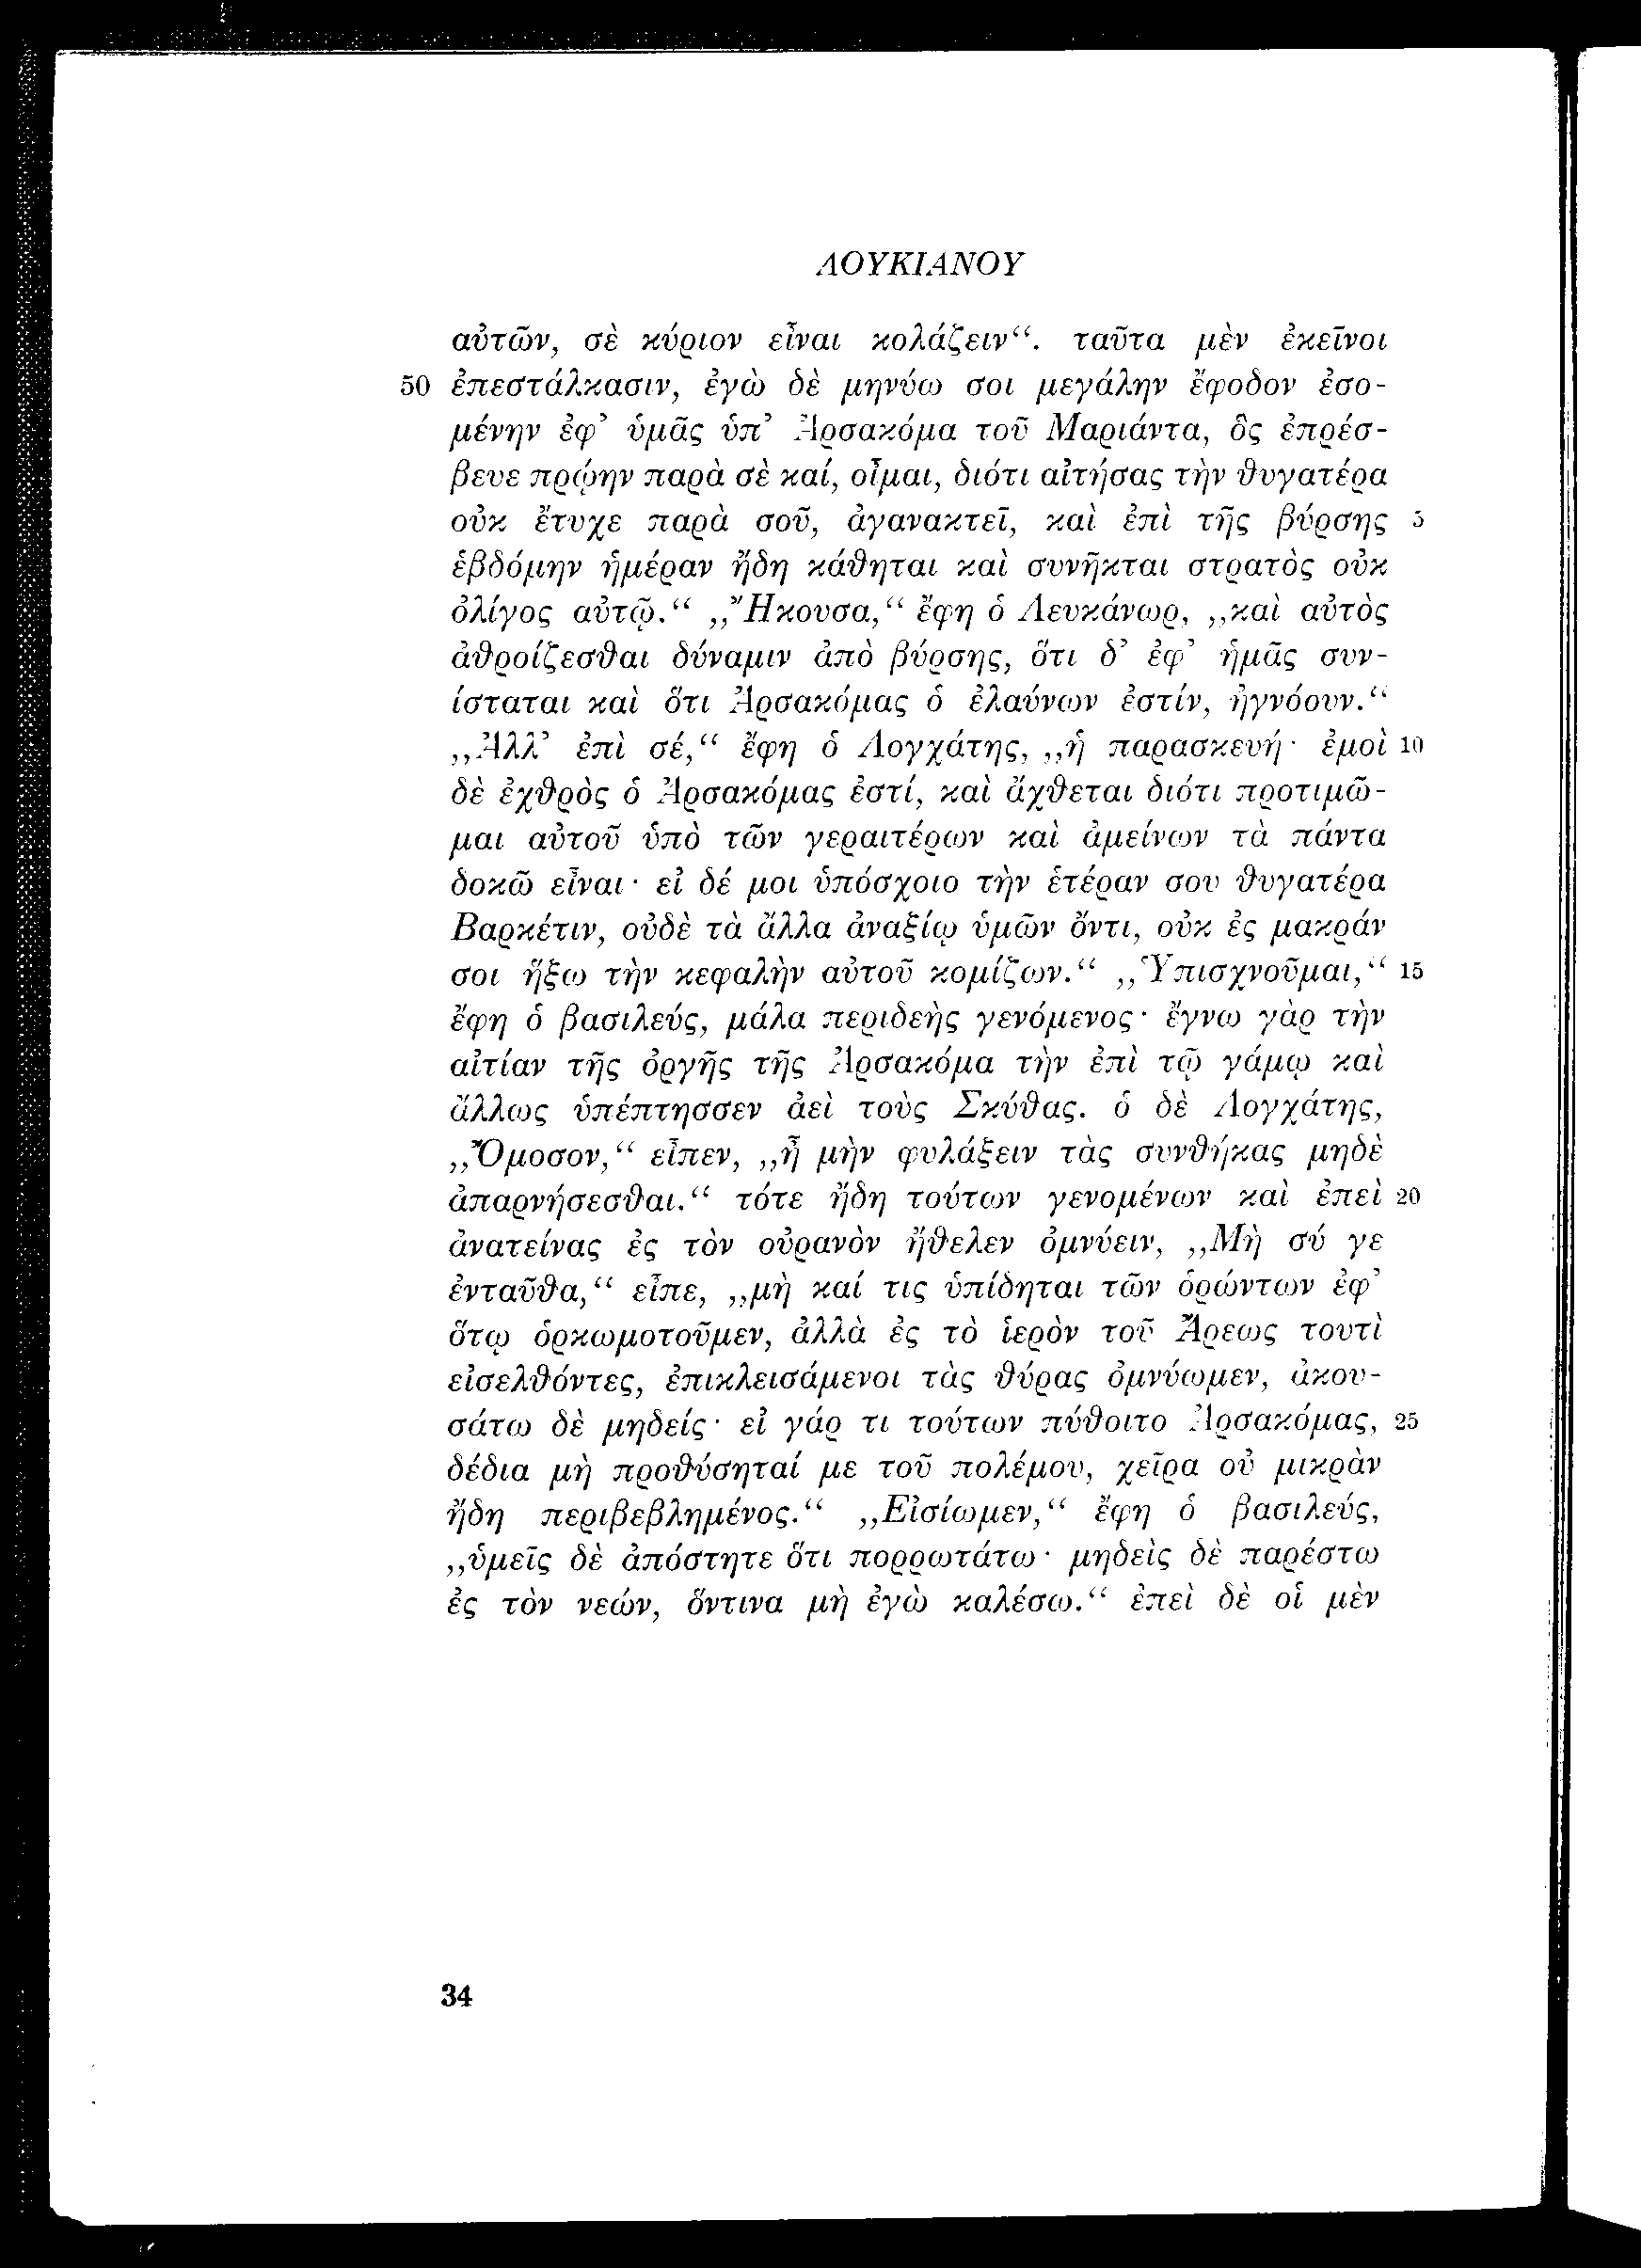 ΛΟΥΚΙΑΝΟΥ
αὐτῶν, σὲ κύριον εἶναι κολάζειν“. ταῦτα μὲν ἐκεῖνοι
50 ἐπεστάλκασιν, ἐγὼ δὲ μηνύω σοι μεγάλην ἔφοδον ἐσο-
μένην ἐφ’ ὑμᾶς ὑπ’ Ἀρσακόμα τοῦ Μαριάντα, ὃς ἐπρέσ-
βευε πρῴην παρὰ σὲ καί, οἶμαι, διότι αἰτήσας τὴν θυγατέρα
οὐκ ἔτυχε παρὰ σοῦ, ἀγανακτεῖ, καὶ ἐπὶ τῆς βύρσης 5
ἑβδόμην ἡμέραν ἤδη κάθηται καὶ συνῆκται στρατὸς οὐκ
ὀλίγος αὐτῷ.“ „Ἤκουσα,“ ἔφη ὁ Λευκάνωρ, „καὶ αὐτὸς
ἀθροίζεσθαι δύναμιν ἀπὸ βύρσης, ὅτι δ’ ἐφ’ ἡμᾶς συν-
ίσταται καὶ ὅτι Ἀρσακόμας ὁ ἐλαύνων ἐστίν, ἠγνόουν.“
„Ἀλλ’ ἐπὶ σέ,“ ἔφη ὁ Λογχάτης, „ἡ παρασκευή· ἐμοὶ 10
δὲ ἐχθρὸς ὁ Ἀρσακόμας ἐστί, καὶ ἄχθεται διότι προτιμῶ-
μαι αὐτοῦ ὑπὸ τῶν γεραιτέρων καὶ ἀμείνων τὰ πάντα
δοκῶ εἶναι· εἰ δέ μοι ὑπόσχοιο τὴν ἑτέραν σου θυγατέρα
Βαρκέτιν, οὐδὲ τὰ ἄλλα ἀναξίῳ ὑμῶν ὄντι, οὐκ ἐς μακράν
σοι ἥξω τὴν κεφαλὴν αὐτοῦ κομίζων.“ „Ὑπισχνοῦμαι,“ 15
ἔφη ὁ βασιλεύς, μάλα περιδεὴς γενόμενος· ἔγνω γὰρ τὴν
αἰτίαν τῆς ὀργῆς τῆς Ἀρσακόμα τὴν ἐπὶ τῷ γάμῳ καὶ
ἄλλως ὑπέπτησσεν ἀεὶ τοὺς Σκύθας. ὁ δὲ Λογχάτης,
„Ὄμοσον,“ εἶπεν, „ἦ μὴν φυλάξειν τὰς συνθήκας μηδὲ
ἀπαρνήσεσθαι.“ τότε ἤδη τούτων γενομένων καὶ ἐπεὶ 20
ἀνατείνας ἐς τὸν οὐρανὸν ἤθελεν ὀμνύειν, „Μὴ σύ γε
ἐνταῦθα,“ εἶπε, „μὴ καί τις ὑπίδηται τῶν ὁρώντων ἐφ’
ὅτῳ ὁρκωμοτοῦμεν, ἀλλὰ ἐς τὸ ἱερὸν τοῦ Ἄρεως τουτὶ
εἰσελθόντες, ἐπικλεισάμενοι τὰς θύρας ὀμνύωμεν, ἀκου-
σάτω δὲ μηδείς· εἰ γάρ τι τούτων πύθοιτο Ἀρσακόμας, 25
δέδια μὴ προθύσηταί με τοῦ πολέμου, χεῖρα οὐ μικρὰν
ἤδη περιβεβλημένος.“ „Εἰσίωμεν,“ ἔφη ὁ βασιλεύς,
„ὑμεῖς δὲ ἀπόστητε ὅτι πορρωτάτω· μηδεὶς δὲ παρέστω
ἐς τὸν νεών, ὅντινα μὴ ἐγὼ καλέσω.“ ἐπεὶ δὲ οἱ μὲν
34